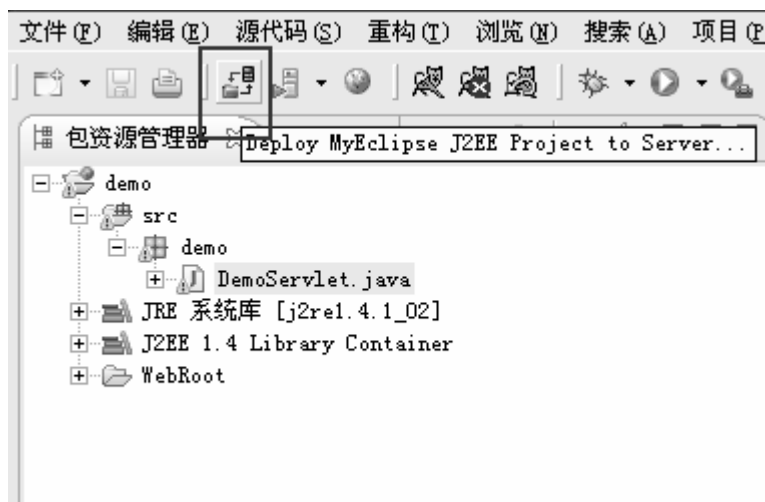 文件(F) 编辑(E) 源代码(S) 重构(T) 浏览(N) 搜索(A) 项目(P
包资源管理器
Deploy MyEclipse J2EE Project to Server...
demo
src
demo
DemoServlet.java
JRE 系统库 [j2re1.4.1_02]
J2EE 1.4 Library Container
WebRoot